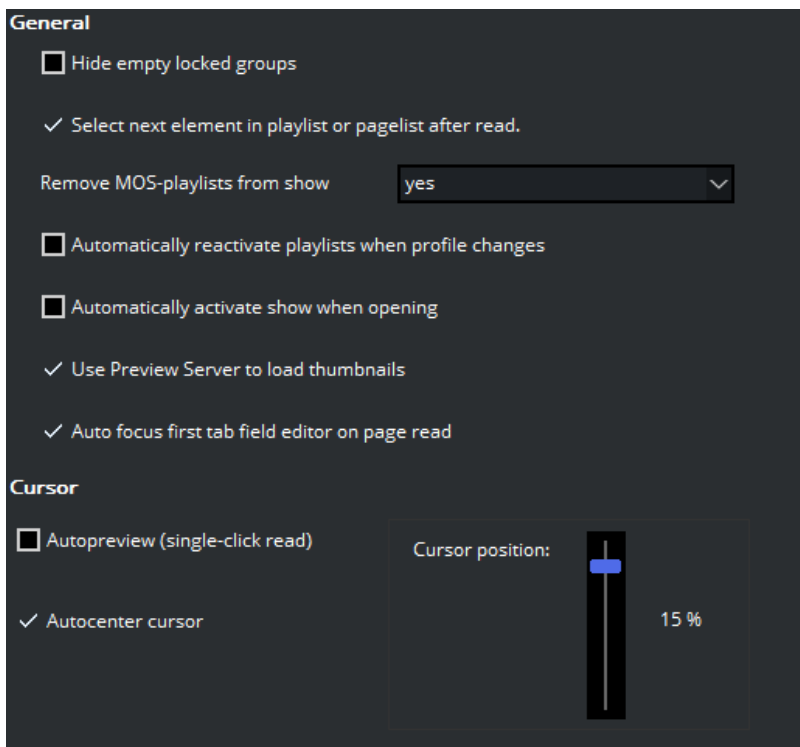 General
Hide empty locked groups
Select next element in playlist or pagelist after read.
Remove MOS-playlists from show yes
Automatically reactivate playlists when profile changes
Automatically activate show when opening
Use Preview Server to load thumbnails
Auto focus first tab field editor on page read
Cursor
Autopreview (single-click read)
Cursor position:
Autocenter cursor
15 %